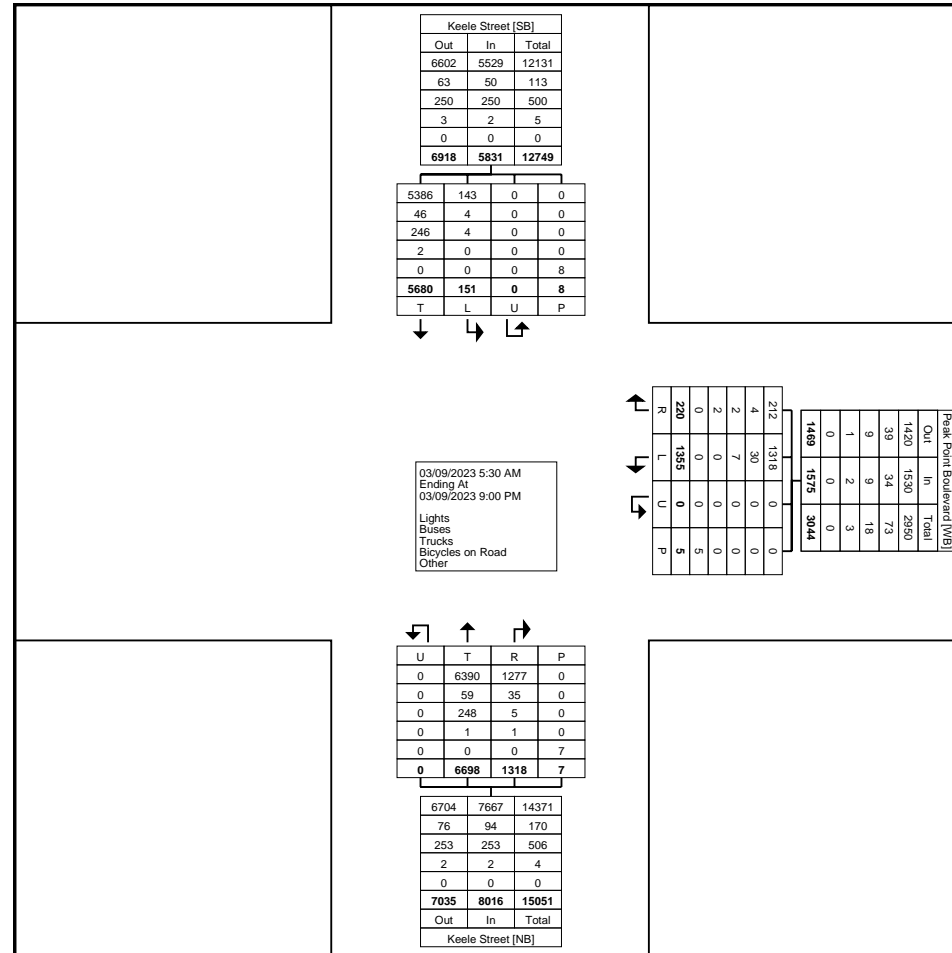 Keele Street [SB]
Out In Total
6602 5529 12131
63 50 113
250 250 500
3 2 5
0 0 0
6918 5831 12749
5386 143 0 0
46 4 0 0
246 4 0 0
2 0 0 0
0 0 0 8
5680 151 0 8
T L U P
Peak Point Boulevard [WB]
Out In Total
1420 1530 2950
39 34 73
9 9 18
1 2 3
0 0 0
1469 1575 3044
212 1318 0 0
4 30 0 0
2 7 0 0
2 0 0 0
0 0 0 5
220 1355 0 5
R L U P
03/09/2023 5:30 AM
Ending At
03/09/2023 9:00 PM
Lights
Buses
Trucks
Bicycles on Road
Other
U T R P
0 6390 1277 0
0 59 35 0
0 248 5 0
0 1 1 0
0 0 0 7
0 6698 1318 7
6704 7667 14371
76 94 170
253 253 506
2 2 4
0 0 0
7035 8016 15051
Out In Total
Keele Street [NB]